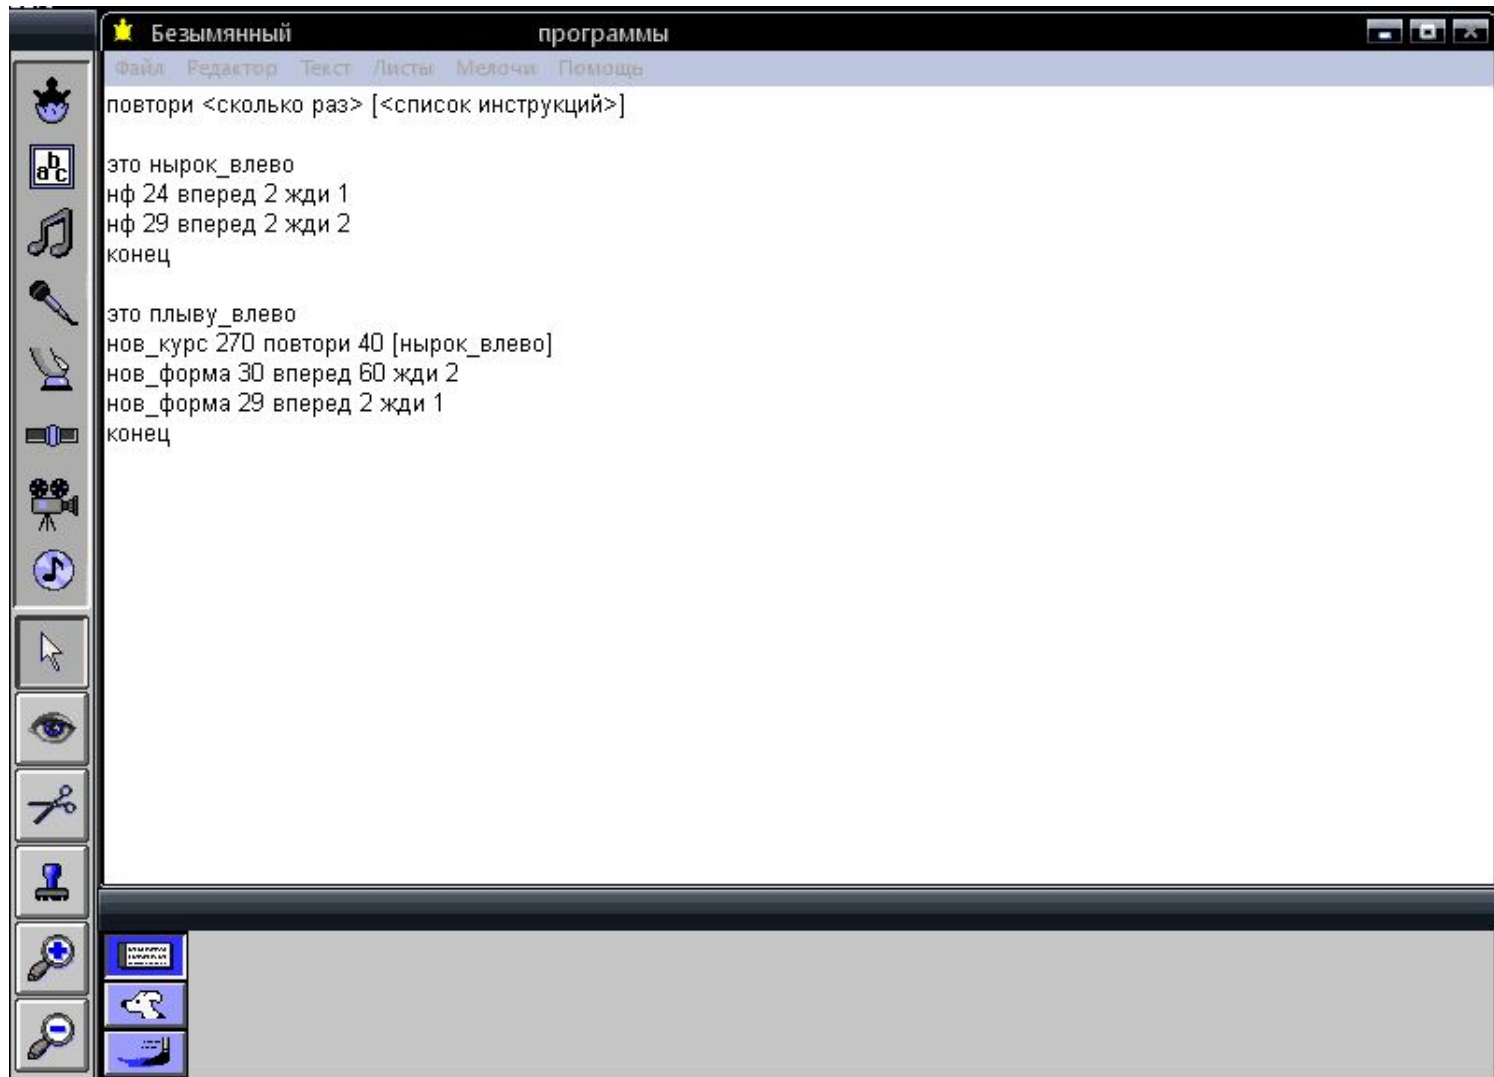 Безымянный программы
Файл Редактор Текст Листы Мелочи Помощь
повтори <сколько раз> [<список инструкций>]
это нырок_влево
нф 24 вперед 2 жди 1
нф 29 вперед 2 жди 2
конец
это плыву_влево
нов_курс 270 повтори 40 [нырок_влево]
нов_форма 30 вперед 60 жди 2
нов_форма 29 вперед 2 жди 1
конец
abc